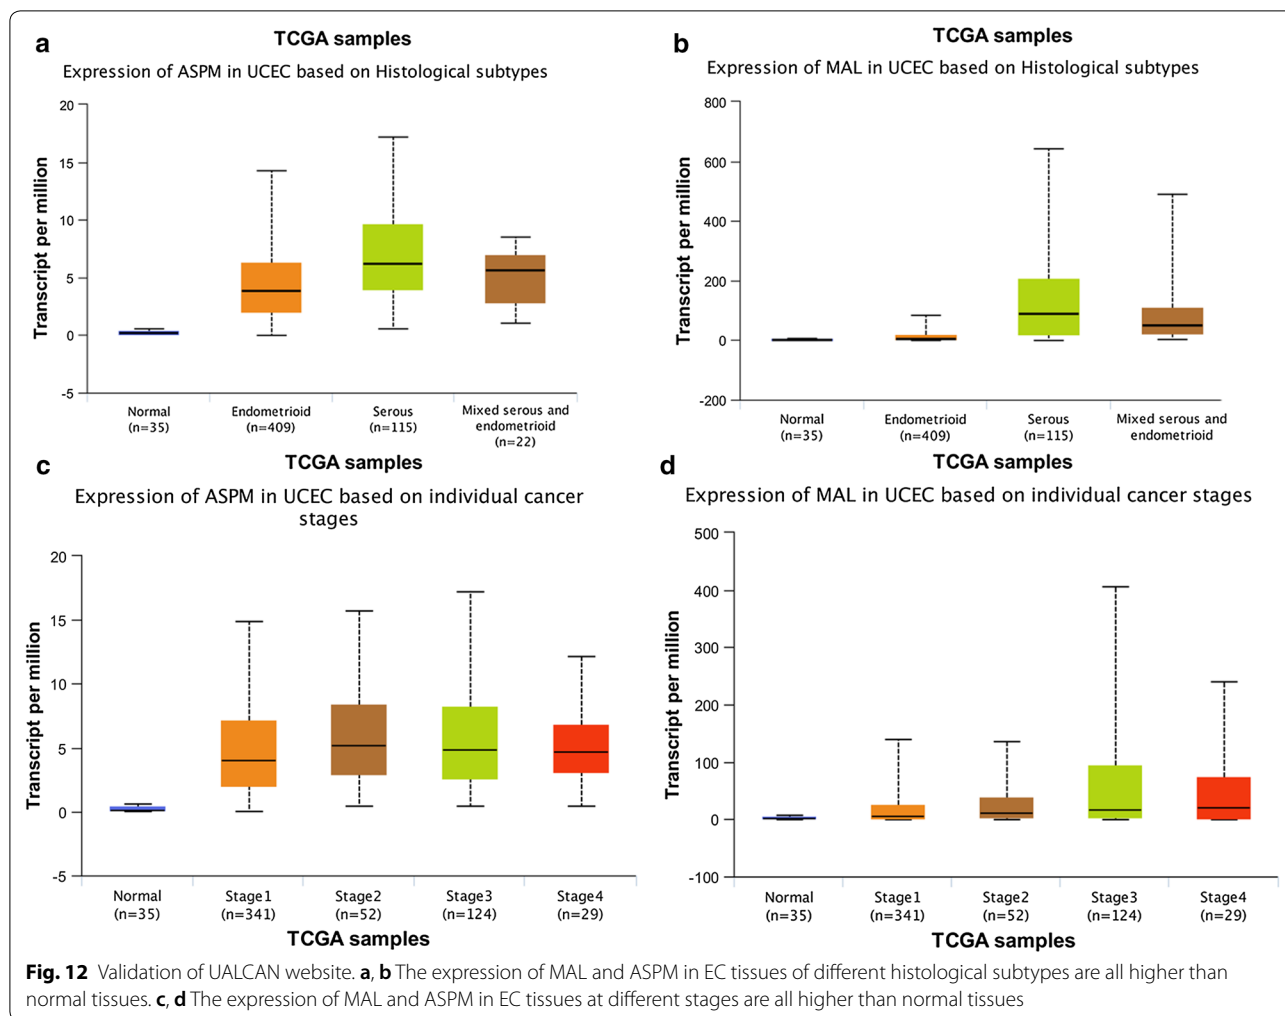 a
TCGA samples
Expression of ASPM in UCEC based on Histological subtypes
Transcript per million
20
15
10
5
0
-5
Normal
(n=35)
Endometrioid
(n=409)
Serous
(n=115)
Mixed serous and
endometrioid
(n=22)
TCGA samples
b
TCGA samples
Expression of MAL in UCEC based on Histological subtypes
Transcript per million
800
600
400
200
0
-200
Normal
(n=35)
Endometrioid
(n=409)
Serous
(n=115)
Mixed serous and
endometrioid
TCGA samples
c
Expression of ASPM in UCEC based on individual cancer
stages
Transcript per million
20
15
10
5
0
-5
Normal
(n=35)
Stage1
(n=341)
Stage2
(n=52)
Stage3
(n=124)
Stage4
(n=29)
TCGA samples
d
Expression of MAL in UCEC based on individual cancer stages
Transcript per million
500
400
300
200
100
0
-100
Normal
(n=35)
Stage1
(n=341)
Stage2
(n=52)
Stage3
(n=124)
Stage4
(n=29)
TCGA samples
Fig. 12 Validation of UALCAN website. a, b The expression of MAL and ASPM in EC tissues of different histological subtypes are all higher than
normal tissues. c, d The expression of MAL and ASPM in EC tissues at different stages are all higher than normal tissues